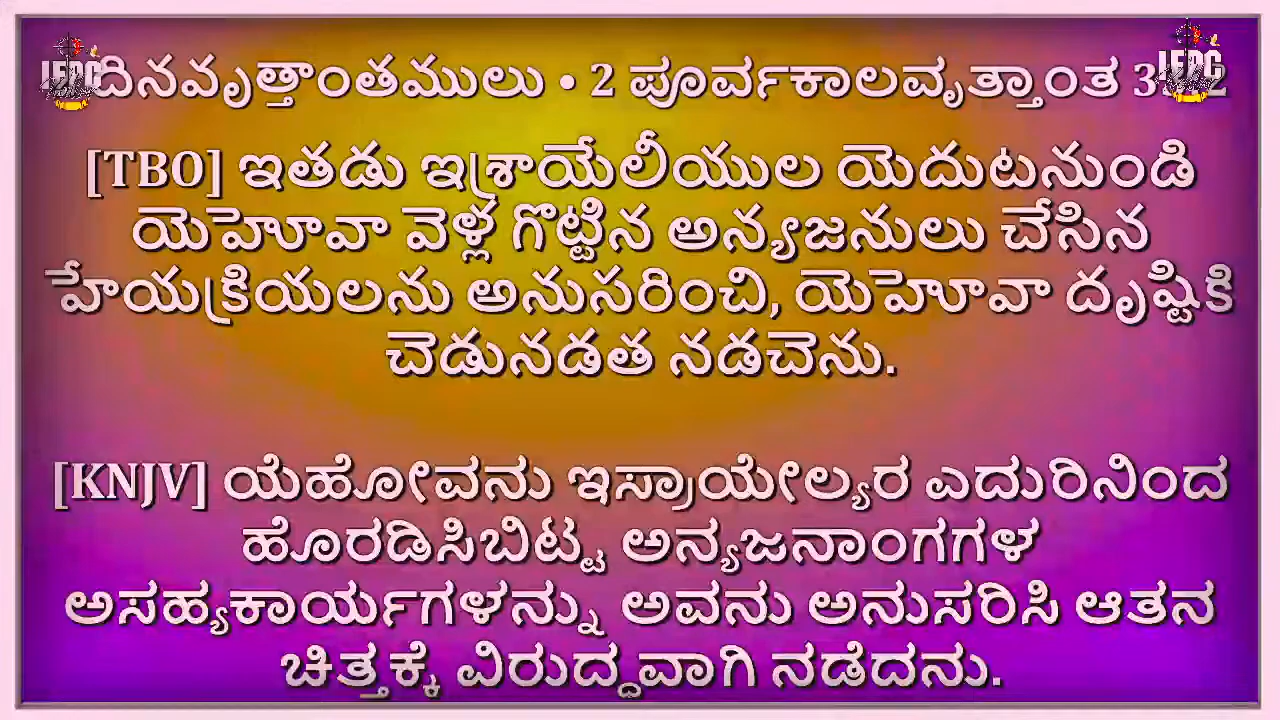 దినవృత్తాంతములు • 2 ಪೂರ್ವಕಾಲವೃತ್ತಾಂತ
[TBO] ఇతడు ఇశ్రాయేలీయుల యెదుటనుండి
యెహెూవా వెళ్ల గొట్టిన అన్యజనులు చేసిన
హేయక్రియలను అనుసరించి, యెహెూవా దృష్టికి
చెడునడత నడచెను.
[KNJV] ಯೆಹೋವನು ಇಸ್ರಾಯೇಲ್ಯರ ಎದುರಿನಿಂದ
ಹೊರಡಿಸಿಬಿಟ್ಟ ಅನ್ಯಜನಾಂಗಗಳ
ಅಸಹ್ಯಕಾರ್ಯಗಳನ್ನು ಅವನು ಅನುಸರಿಸಿ ಆತನ
ಚಿತ್ತಕ್ಕೆ ವಿರುದ್ದವಾಗಿ ನಡೆದನು.